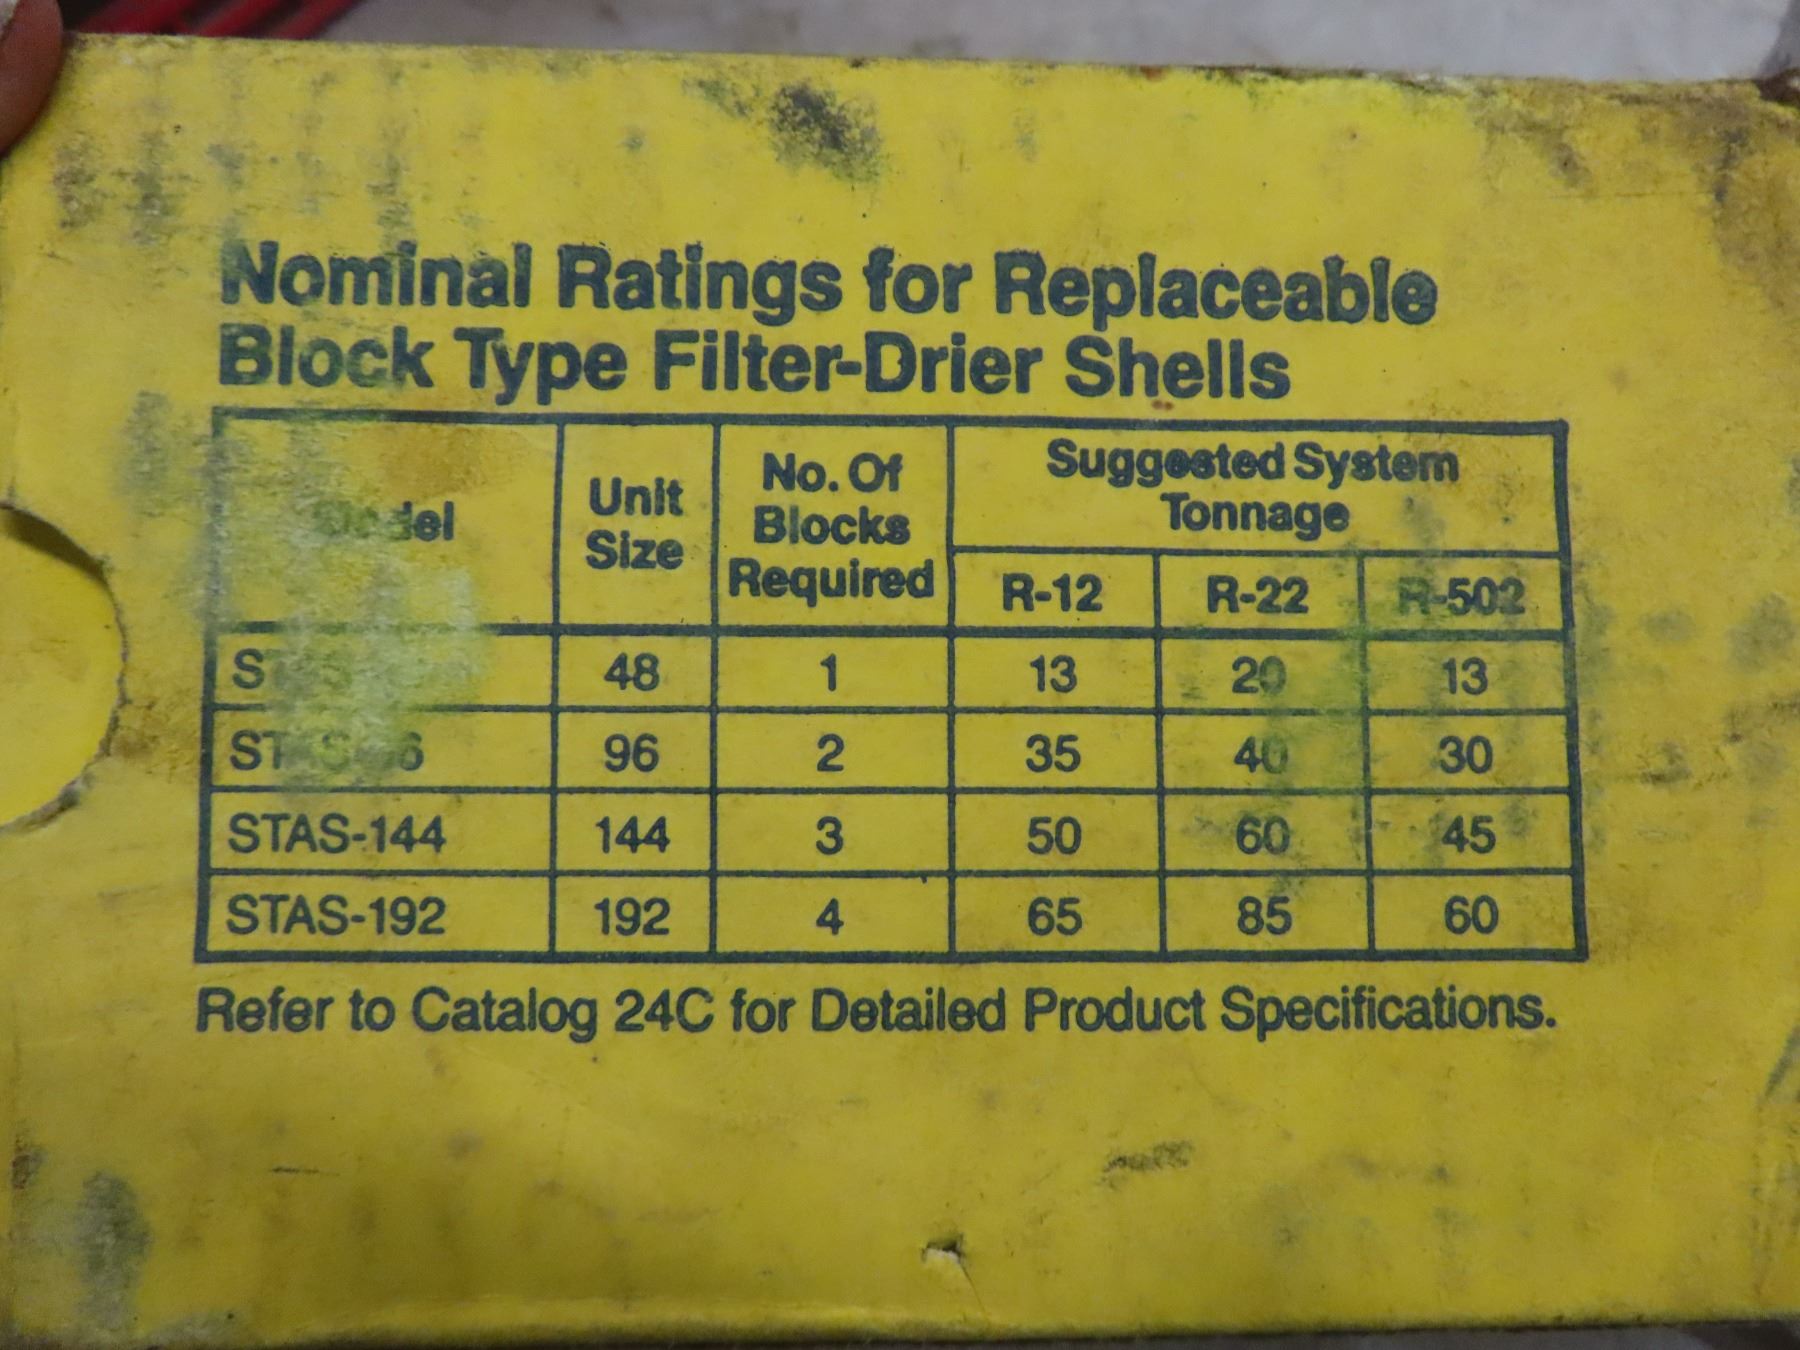 Nominal Ratings for Replaceable
Block Type Filter-Drier Shells
Model
Unit
Size
No. Of
Blocks
Required
Suggested System
Tonnage
R-12 R-22 R-502
48 1 13 20 13
96 2 35 40 30
STAS-144 144 3 50 60 45
STAS-192 192 4 65 85 60
Refer to Catalog 24C for Detailed Product Specifications.